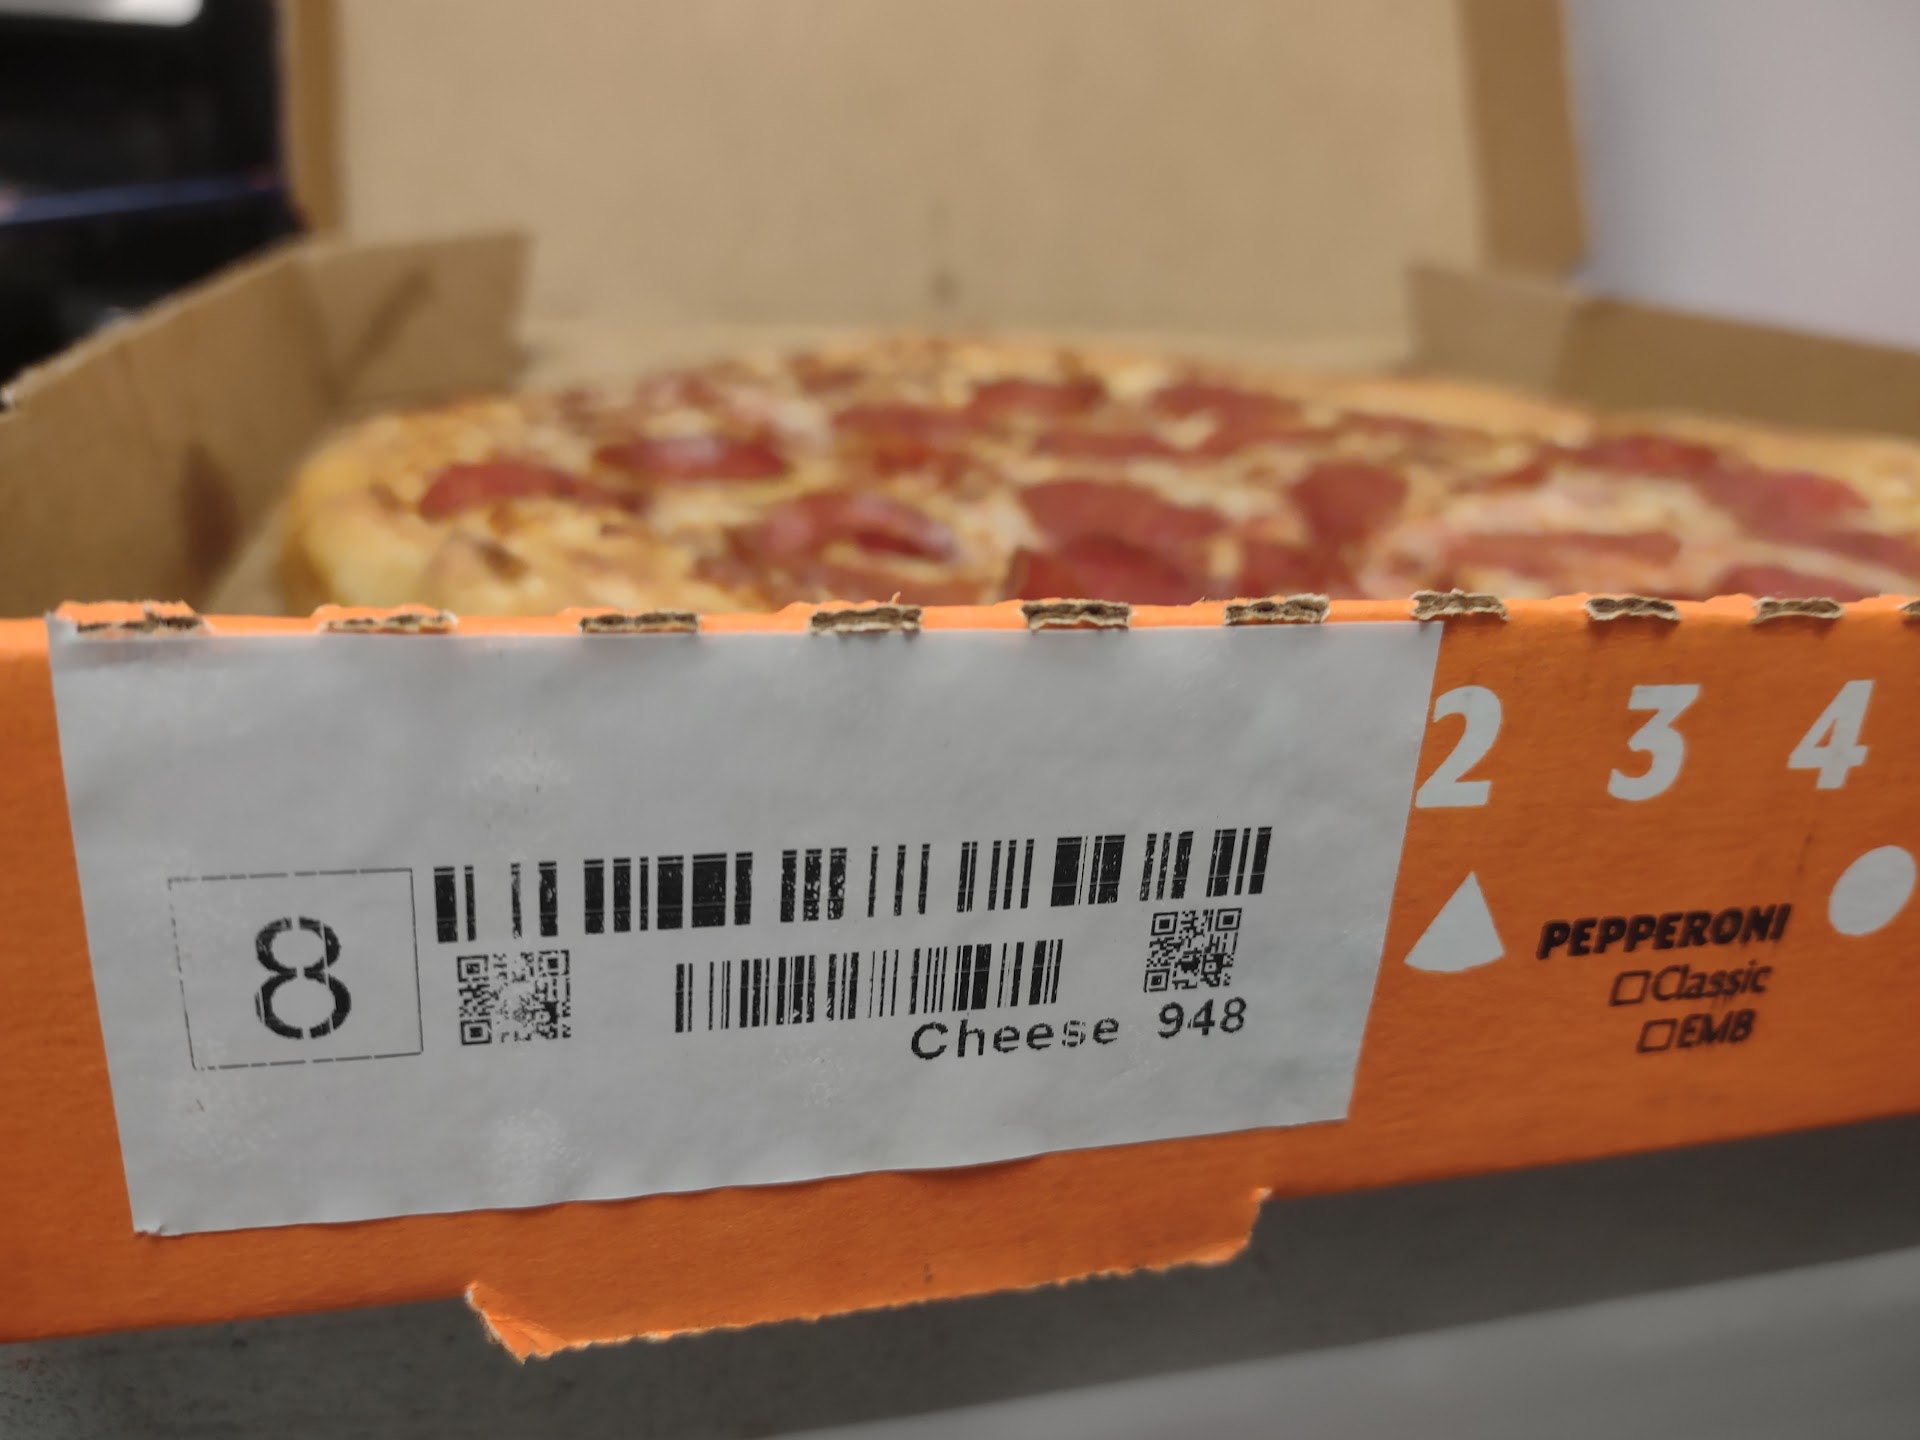 8
Cheese 948
2 3 4
PEPPERONI
Classic
EMB